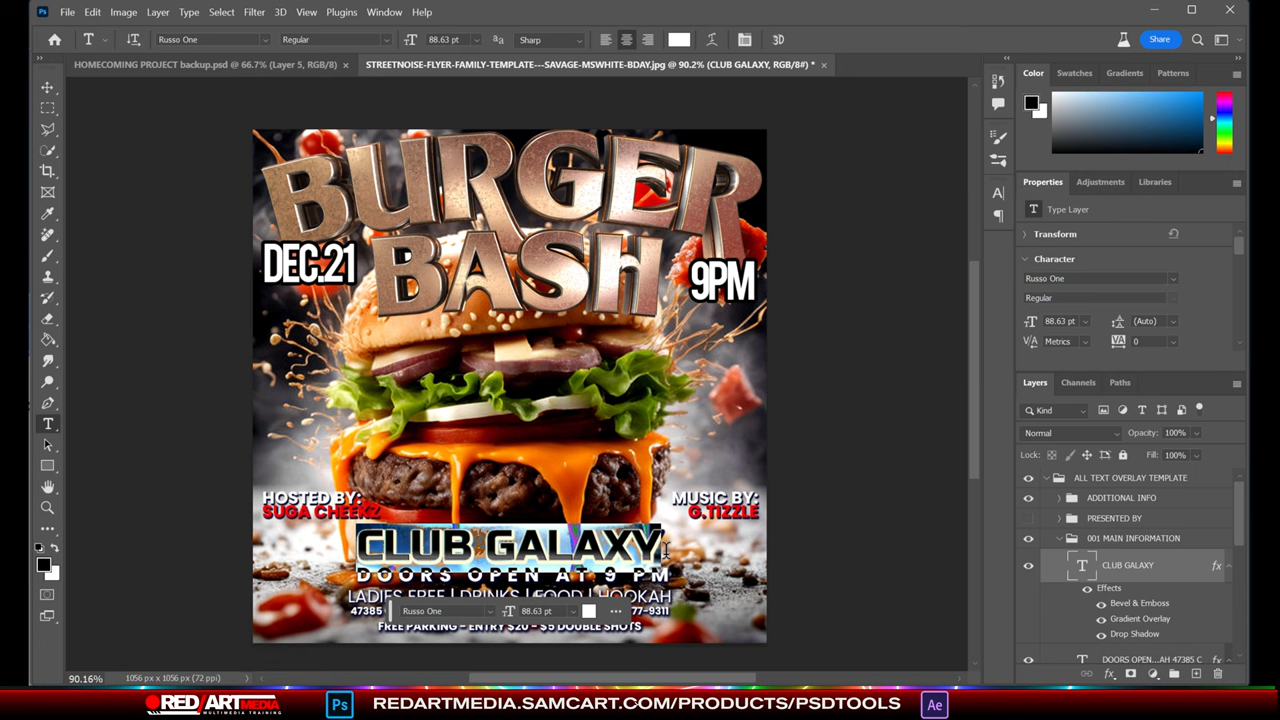 Ps File Edit Image Layer Type Select Filter 3D View Plugins Window Help
T Russo One Regular 88.63 pt Sharp 3D Share
HOMECOMING PROJECT backup.psd @ 66.7% (Layer 5, RGB/8) × STREETNOISE-FLYER-FAMILY-TEMPLATE---SAVAGE-MSWHITE-BDAY.jpg @ 90.2% (CLUB GALAXY, RGB/8#) * ×
Color Swatches Gradients Patterns
BURGER
BASH
DEC.21
9PM
HOSTED BY:
SUGA CHEEKZ
MUSIC BY:
G.TIZZLE
CLUB GALAXY
DOORS OPEN AT 9 PM
LADIES FREE | DRINKS | FOOD | HOOKAH
47385
77-9311
Russo One 88.63 pt
FREE PARKING - ENTRY $20 - $5 DOUBLE SHOTS
Properties Adjustments Libraries
T Type Layer
Transform
Character
Russo One
Regular
88.63 pt (Auto)
Metrics 0
Layers Channels Paths
Kind
Normal Opacity: 100%
Lock: Fill: 100%
ALL TEXT OVERLAY TEMPLATE
ADDITIONAL INFO
PRESENTED BY
001 MAIN INFORMATION
T CLUB GALAXY fx
Effects
Bevel & Emboss
Gradient Overlay
Drop Shadow
T DOORS OPEN...AH 47385 C fx
90.16% 1056 px x 1056 px (72 ppi)
RED/ART MEDIA
MULTIMEDIA TRAINING
Ps REDARTMEDIA.SAMCART.COM/PRODUCTS/PSDTOOLS Ae